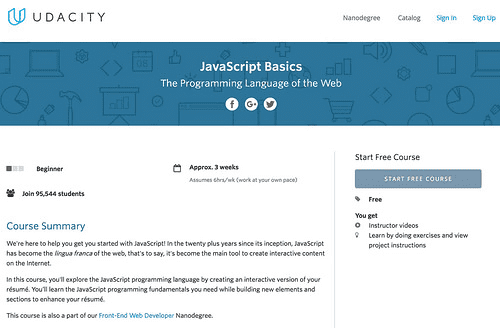 UDACITY
Nanodegree Catalog Sign In Sign Up
JavaScript Basics
The Programming Language of the Web
Beginner
Approx. 3 weeks
Assumes 6hrs/wk (work at your own pace)
Join 95,544 students
Start Free Course
START FREE COURSE
Free
You get
Instructor videos
Learn by doing exercises and view
project instructions
Course Summary
We're here to help you get you started with JavaScript! In the twenty plus years since its inception, JavaScript
has become the lingua franca of the web, that's to say, it's become the main tool to create interactive content
on the Internet.
In this course, you'll explore the JavaScript programming language by creating an interactive version of your
résumé. You'll learn the JavaScript programming fundamentals you need while building new elements and
sections to enhance your résumé.
This course is also a part of our Front-End Web Developer Nanodegree.